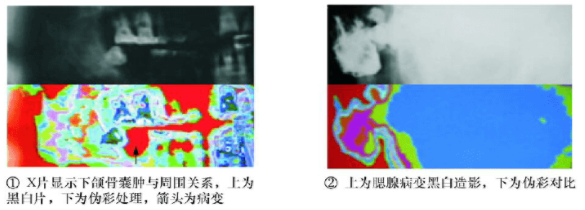 ① X片显示下颌骨囊肿与周围关系，上为
黑白片，下为伪彩处理，箭头为病变
② 上为腮腺病变黑白造影，下为伪彩对比